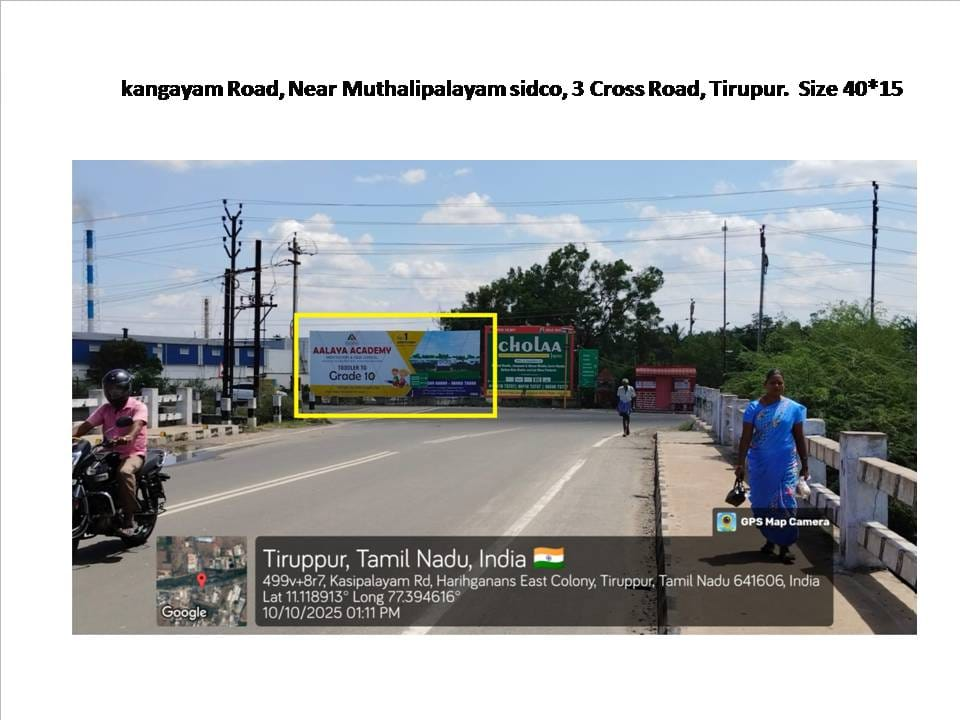 kangayam Road, Near Muthalipalayam sidco, 3 Cross Road, Tirupur. Size 40*15
AALAYA ACADEMY
TODDLER TO
Grade 10
CHOLAA
GPS Map Camera
Tiruppur, Tamil Nadu, India
499v+8r7, Kasipalayam Rd, Harihganans East Colony, Tiruppur, Tamil Nadu 641606, India
Lat 11.118913° Long 77.394616°
10/10/2025 01:11 PM
Google